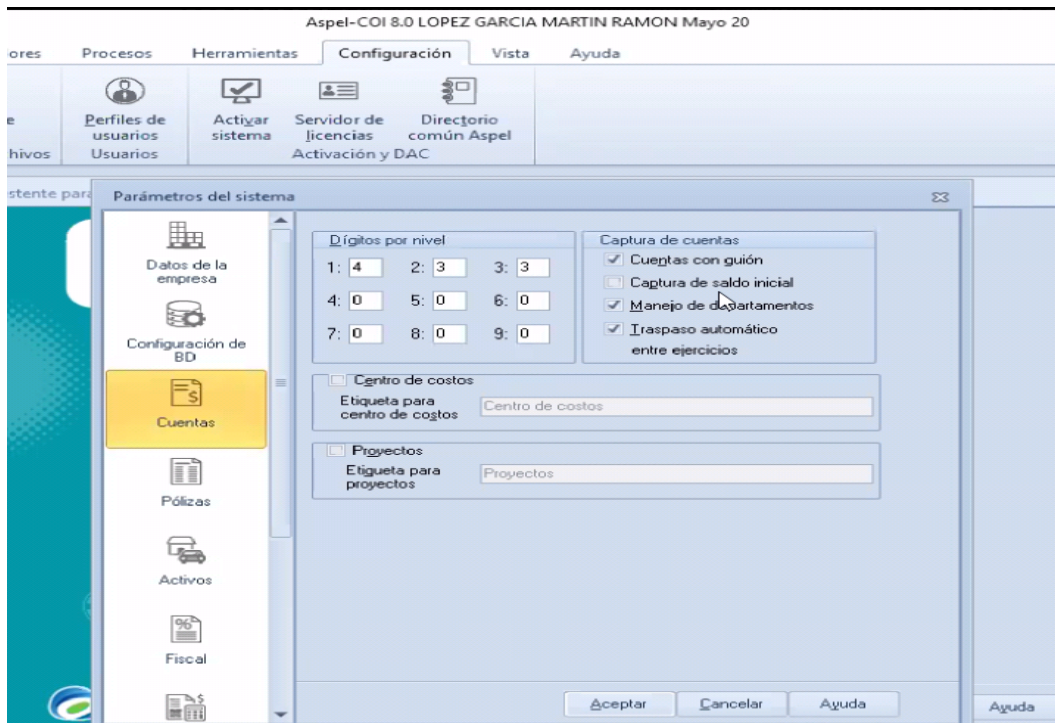 Aspel-COI 8.0 LOPEZ GARCIA MARTIN RAMON Mayo 20
ores Procesos Herramientas Configuración Vista Ayuda
e Perfiles de usuarios Activar sistema Servidor de licencias Directorio común Aspel
hivos Usuarios Activación y DAC
stente para
Parámetros del sistema
Datos de la
empresa
Configuración de
BD
Cuentas
Pólizas
Activos
Fiscal
Dígitos por nivel
1: 4 2: 3 3: 3
4: 0 5: 0 6: 0
7: 0 8: 0 9: 0
Captura de cuentas
Cuentas con guión
Captura de saldo inicial
Manejo de departamentos
Traspaso automático
entre ejercicios
Centro de costos
Etiqueta para
centro de costos
Centro de costos
Proyectos
Etiqueta para
proyectos
Proyectos
Aceptar Cancelar Ayuda
Ayuda